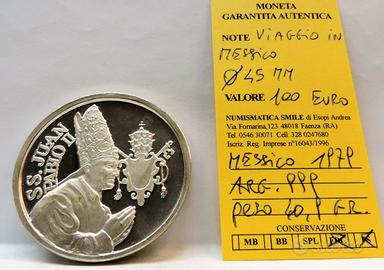 MONETA
GARANTITA AUTENTICA
NOTE VIAGGIO IN
MESSICO
Ø 45 MM
VALORE 100 EURO
NUMISMATICA SMILE di Esopi Andrea
Via Fornarina,123 48018 Faenza (RA)
Tel. 0546 30071 Cell. 328 0247680
Iscriz. Reg. Imprese n°16043/1996
MESSICO 1979
ARG. 999
PESO 40,1 GR.
CONSERVAZIONE
MB BB SPL FDC
S.S. JUAN
PABLO II